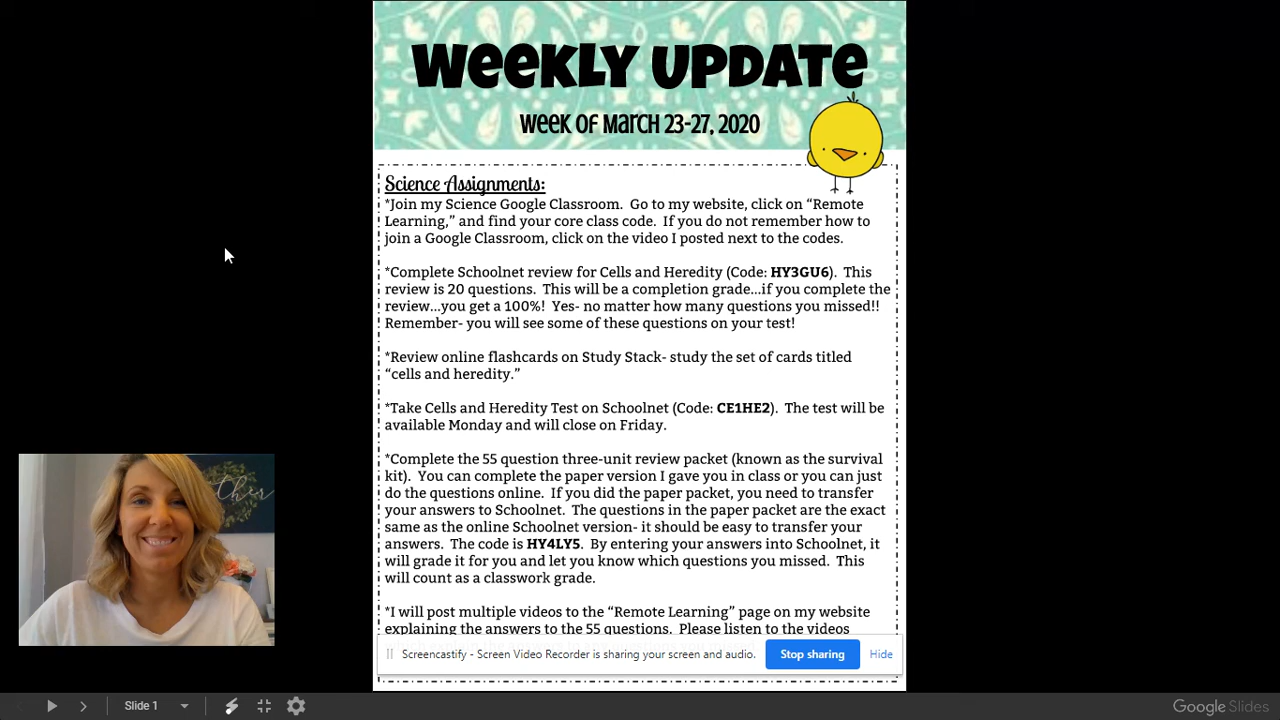 Weekly Update
Week of March 23-27, 2020
Science Assignments:
*Join my Science Google Classroom.  Go to my website, click on “Remote
Learning,” and find your core class code.  If you do not remember how to
join a Google Classroom, click on the video I posted next to the codes.
*Complete Schoolnet review for Cells and Heredity (Code: HY3GU6).  This
review is 20 questions.  This will be a completion grade...if you complete the
review...you get a 100%!  Yes- no matter how many questions you missed!!
Remember- you will see some of these questions on your test!
*Review online flashcards on Study Stack- study the set of cards titled
“cells and heredity.”
*Take Cells and Heredity Test on Schoolnet (Code: CE1HE2).  The test will be
available Monday and will close on Friday.
*Complete the 55 question three-unit review packet (known as the survival
kit).  You can complete the paper version I gave you in class or you can just
do the questions online.  If you did the paper packet, you need to transfer
your answers to Schoolnet.  The questions in the paper packet are the exact
same as the online Schoolnet version- it should be easy to transfer your
answers.  The code is HY4LY5.  By entering your answers into Schoolnet, it
will grade it for you and let you know which questions you missed.  This
will count as a classwork grade.
*I will post multiple videos to the “Remote Learning” page on my website
explaining the answers to the 55 questions.  Please listen to the videos
Screencastify - Screen Video Recorder is sharing your screen and audio.
Stop sharing
Hide
Slide 1
Google Slides